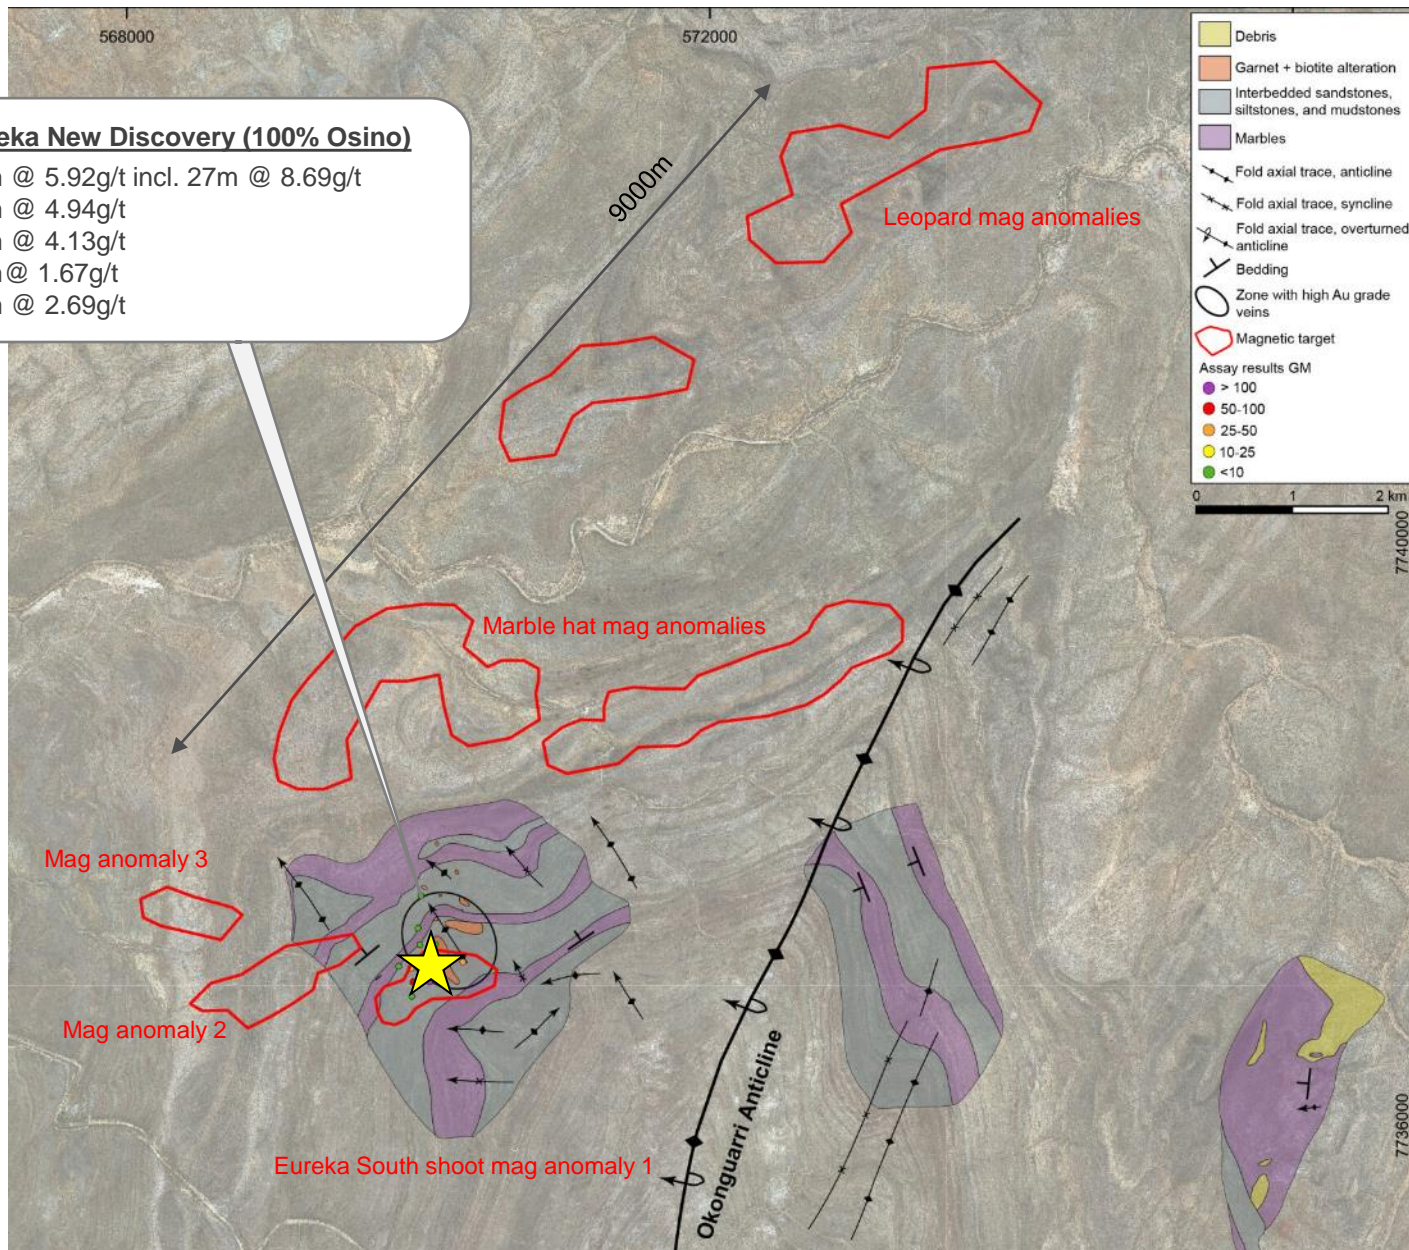 568000
572000
eka New Discovery (100% Osino)
@ 5.92g/t incl. 27m @ 8.69g/t
@ 4.94g/t
@ 4.13g/t
@ 1.67g/t
@ 2.69g/t
9000m
Leopard mag anomalies
Debris
Garnet + biotite alteration
Interbedded sandstones,
siltstones, and mudstones
Marbles
Fold axial trace, anticline
Fold axial trace, syncline
Fold axial trace, overturned
anticline
Bedding
Zone with high Au grade
veins
Magnetic target
Assay results GM
> 100
50-100
25-50
10-25
<10
0 1 2 km
7740000
Marble hat mag anomalies
Mag anomaly 3
Mag anomaly 2
Eureka South shoot mag anomaly 1
Okonguarri Anticline
7736000